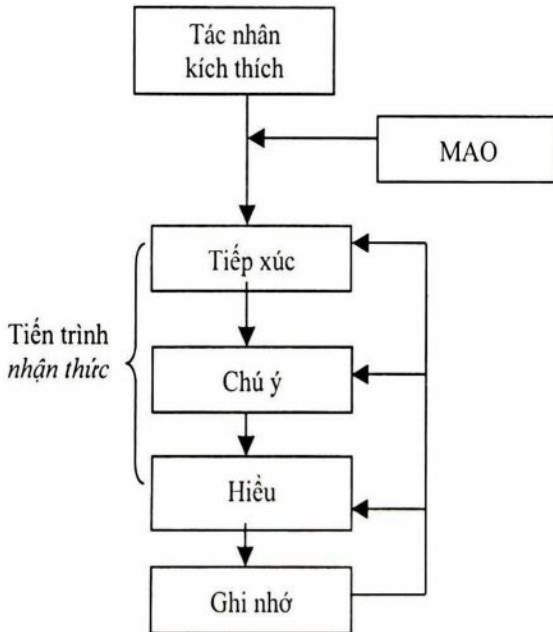 Tác nhân
kích thích
MAO
Tiếp xúc
Tiến trình
nhận thức
Chú ý
Hiểu
Ghi nhớ